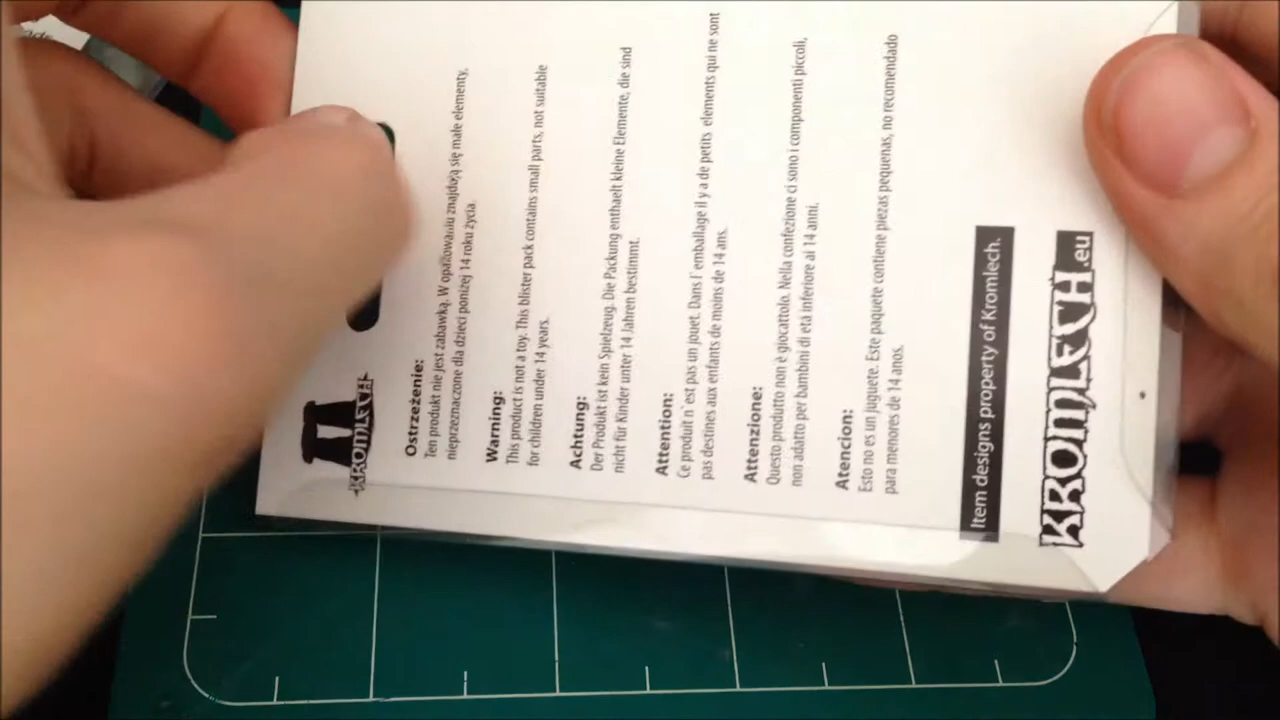 KROMLECH
Ostrzeżenie:
Ten produkt nie jest zabawką. W opakowaniu znajdują się małe elementy,
nieprzeznaczone dla dzieci poniżej 14 roku życia.
Warning:
This product is not a toy. This blister pack contains small parts, not suitable
for children under 14 years.
Achtung:
Der Produkt ist kein Spielzeug. Die Packung enthaelt kleine Elemente, die sind
nicht für Kinder unter 14 Jahren bestimmt.
Attention:
Ce produit n`est pas un jouet. Dans l`emballage il y a de petits elements qui ne sont
pas destines aux enfants de moins de 14 ans.
Attenzione:
Questo produtto non è giocattolo. Nella confezione ci sono i componenti piccoli,
non adatto per bambini di etá inferiore ai 14 anni.
Atencion:
Esto no es un juguete. Este paquete contiene piezas pequenas, no recomendado
para menores de 14 anos.
Item designs property of Kromlech.
KROMLECH.eu